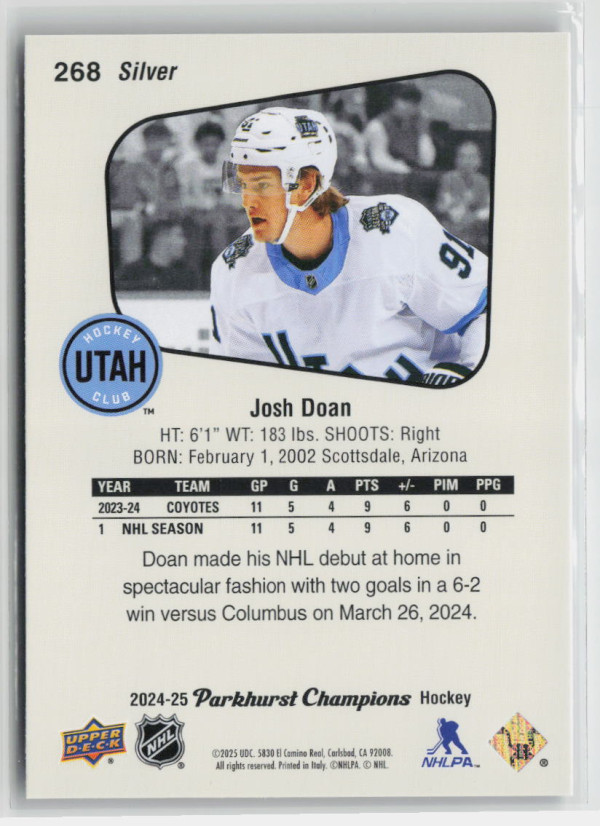 268 Silver
UTAH
91
HOCKEY
UTAH
CLUB
TM
Josh Doan
HT: 6'1" WT: 183 lbs. SHOOTS: Right
BORN: February 1, 2002 Scottsdale, Arizona
YEAR TEAM GP G A PTS +/- PIM PPG
2023-24 COYOTES 11 5 4 9 6 0 0
1 NHL SEASON 11 5 4 9 6 0 0
Doan made his NHL debut at home in
spectacular fashion with two goals in a 6-2
win versus Columbus on March 26, 2024.
2024-25 Parkhurst Champions Hockey
UPPER
D·E·C·K
®
NHL
®
©2025 UDC. 5830 El Camino Real, Carlsbad, CA 92008.
All rights reserved. Printed in Italy. ©NHLPA. © NHL.
NHLPA
TM
®